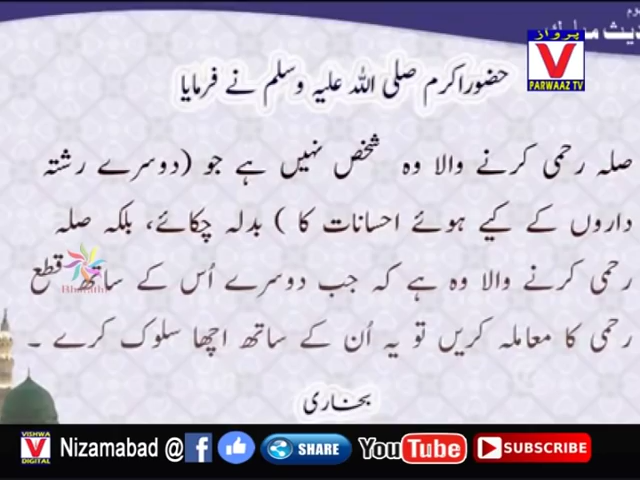 پرواز
V
PARWAAZ TV
حضور اکرم صلی اللہ علیہ وسلم نے فرمایا
صلہ رحمی کرنے والا وہ شخص نہیں ہے جو (دوسرے رشتہ
داروں کے کیے ہوئے احسانات کا ) بدلہ چکائے، بلکہ صلہ
رحمی کرنے والا وہ ہے کہ جب دوسرے اُس کے ساتھ قطع
رحمی کا معاملہ کریں تو یہ اُن کے ساتھ اچھا سلوک کرے ۔
بخاری
VISHWA
V
DIGITAL
Nizamabad @ f SHARE YouTube SUBSCRIBE